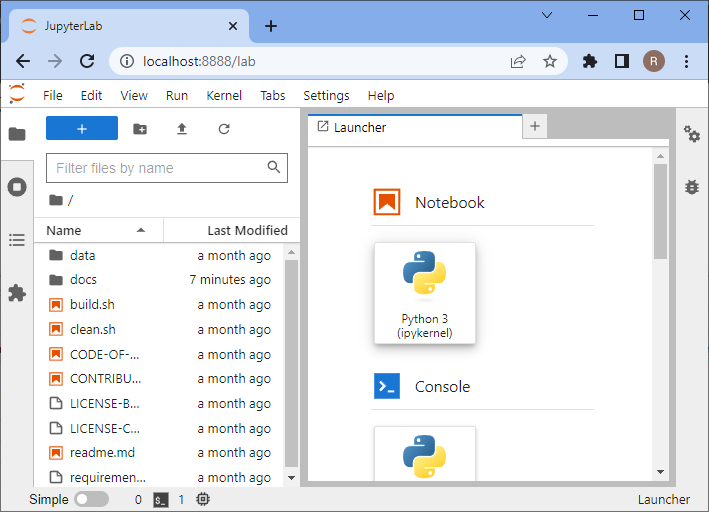 JupyterLab
localhost:8888/lab
R
File Edit View Run Kernel Tabs Settings Help
Launcher
Filter files by name
/
Name Last Modified
data a month ago
docs 7 minutes ago
build.sh a month ago
clean.sh a month ago
CODE-OF-... a month ago
CONTRIBU... a month ago
LICENSE-B... a month ago
LICENSE-C... a month ago
readme.md a month ago
requiremen... a month ago
Notebook
Python 3
(ipykernel)
Console
Simple 0 $_ 1 Launcher